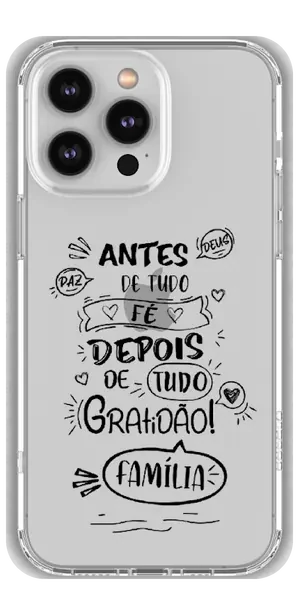 DEUS
ANTES
DE TUDO
PAZ
FÉ
DEPOIS
DE TUDO
GRATIDÃO!
FAMÍLIA